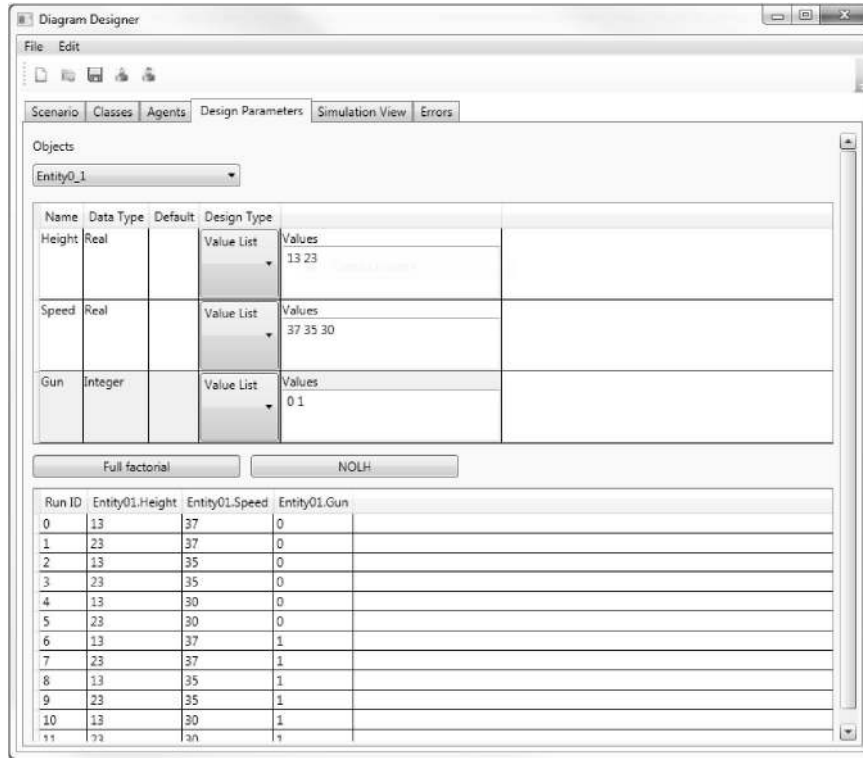 Diagram Designer
File Edit
Scenario Classes Agents Design Parameters Simulation View Errors
Objects
Entity0_1
Name Data Type Default Design Type
Height Real Value List Values
13 23
Speed Real Value List Values
37 35 30
Gun Integer Value List Values
0 1
Full factorial NOLH
Run ID Entity01.Height Entity01.Speed Entity01.Gun
0 13 37 0
1 23 37 0
2 13 35 0
3 23 35 0
4 13 30 0
5 23 30 0
6 13 37 1
7 23 37 1
8 13 35 1
9 23 35 1
10 13 30 1
11 23 30 1